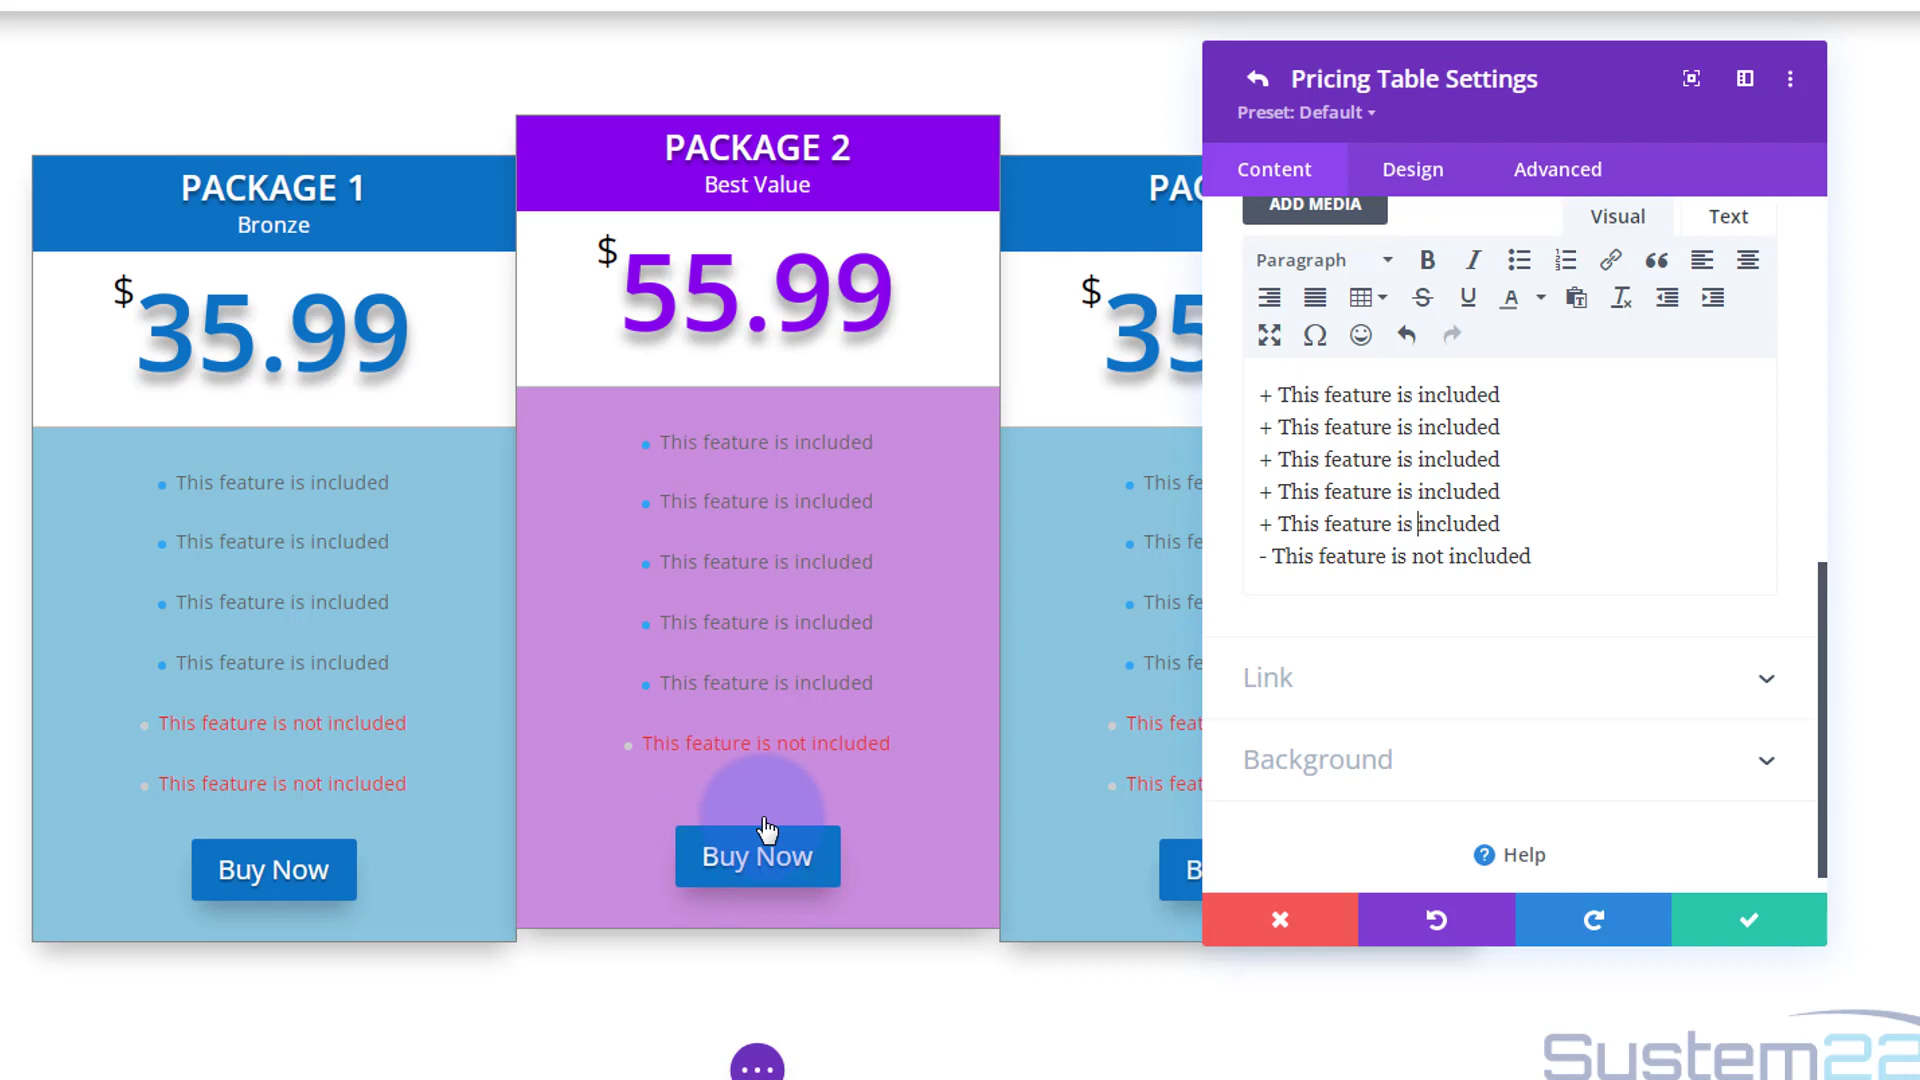 PACKAGE 1
Bronze
$
35.99
This feature is included
This feature is included
This feature is included
This feature is included
This feature is not included
This feature is not included
Buy Now
PACKAGE 2
Best Value
$
55.99
This feature is included
This feature is included
This feature is included
This feature is included
This feature is included
This feature is not included
Buy Now
PAC
$
35
This fe
This fe
This fe
This fe
This feat
This feat
B
Pricing Table Settings
Preset: Default
Content Design Advanced
ADD MEDIA
Visual Text
Paragraph
+ This feature is included
+ This feature is included
+ This feature is included
+ This feature is included
+ This feature is included
- This feature is not included
Link
Background
? Help
System22